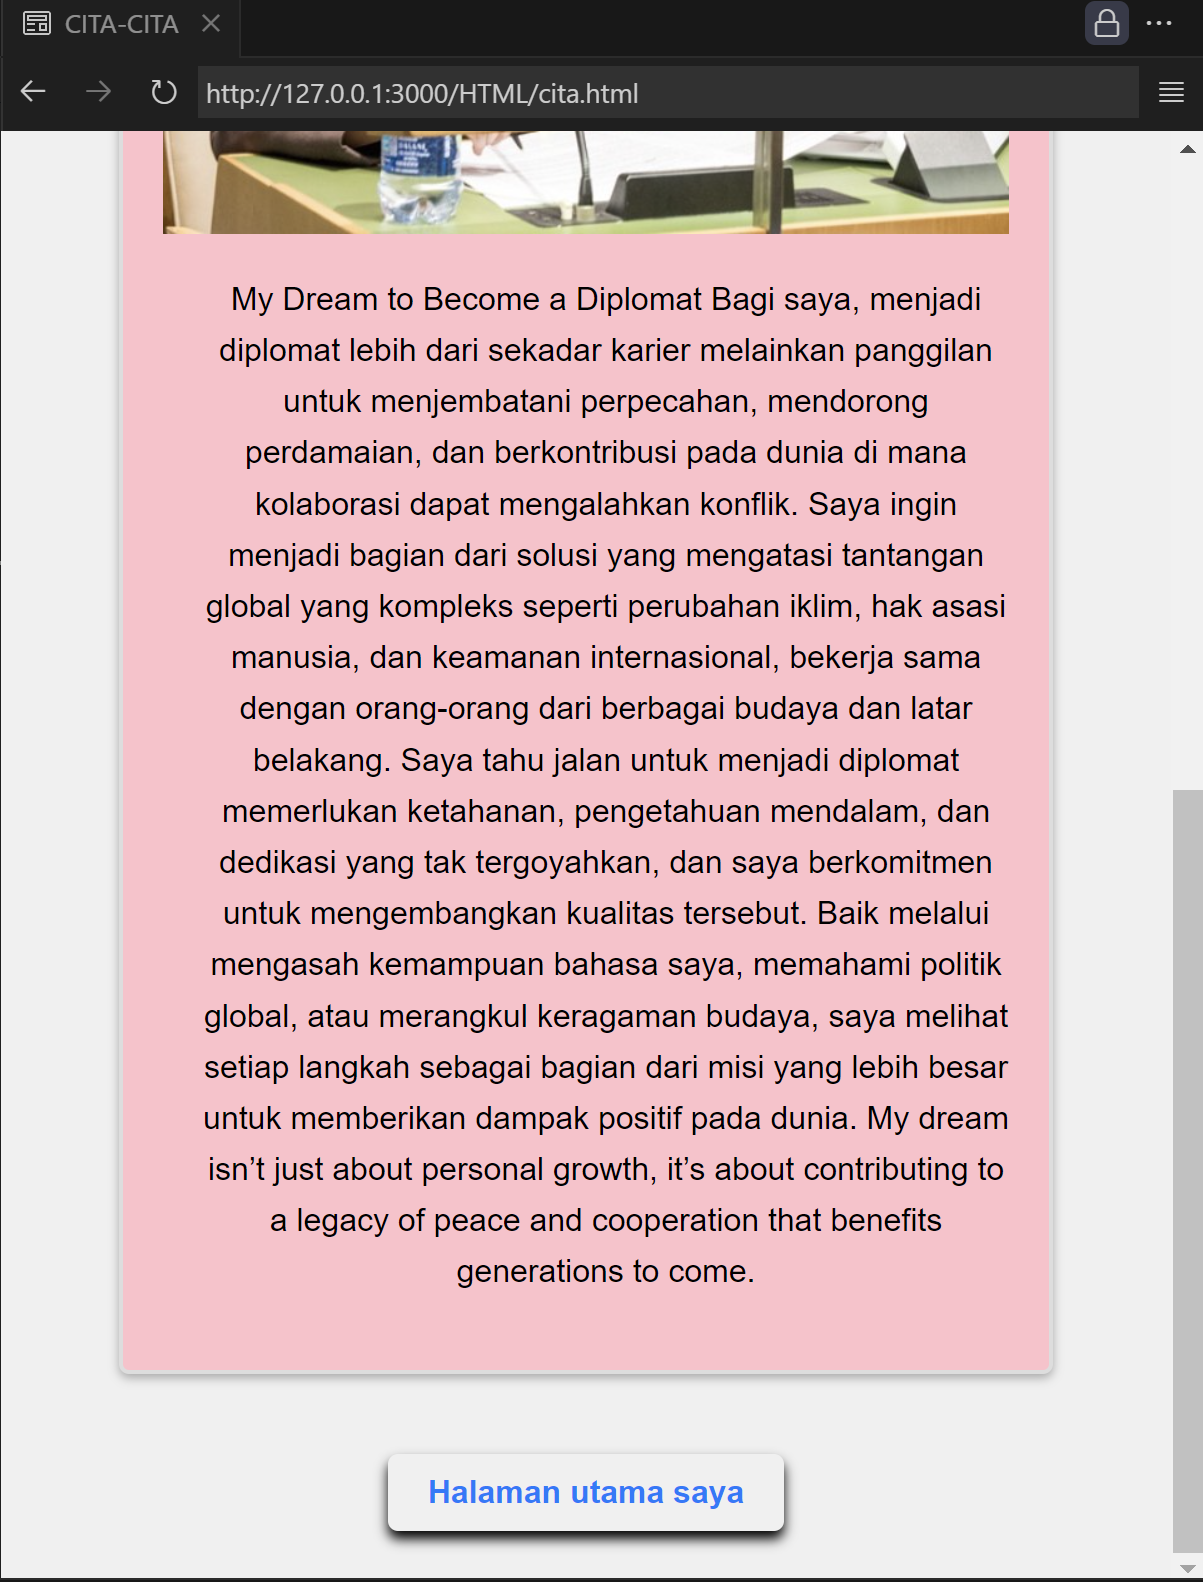 CITA-CITA
http://127.0.0.1:3000/HTML/cita.html
My Dream to Become a Diplomat Bagi saya, menjadi
diplomat lebih dari sekadar karier melainkan panggilan
untuk menjembatani perpecahan, mendorong
perdamaian, dan berkontribusi pada dunia di mana
kolaborasi dapat mengalahkan konflik. Saya ingin
menjadi bagian dari solusi yang mengatasi tantangan
global yang kompleks seperti perubahan iklim, hak asasi
manusia, dan keamanan internasional, bekerja sama
dengan orang-orang dari berbagai budaya dan latar
belakang. Saya tahu jalan untuk menjadi diplomat
memerlukan ketahanan, pengetahuan mendalam, dan
dedikasi yang tak tergoyahkan, dan saya berkomitmen
untuk mengembangkan kualitas tersebut. Baik melalui
mengasah kemampuan bahasa saya, memahami politik
global, atau merangkul keragaman budaya, saya melihat
setiap langkah sebagai bagian dari misi yang lebih besar
untuk memberikan dampak positif pada dunia. My dream
isn’t just about personal growth, it’s about contributing to
a legacy of peace and cooperation that benefits
generations to come.
Halaman utama saya